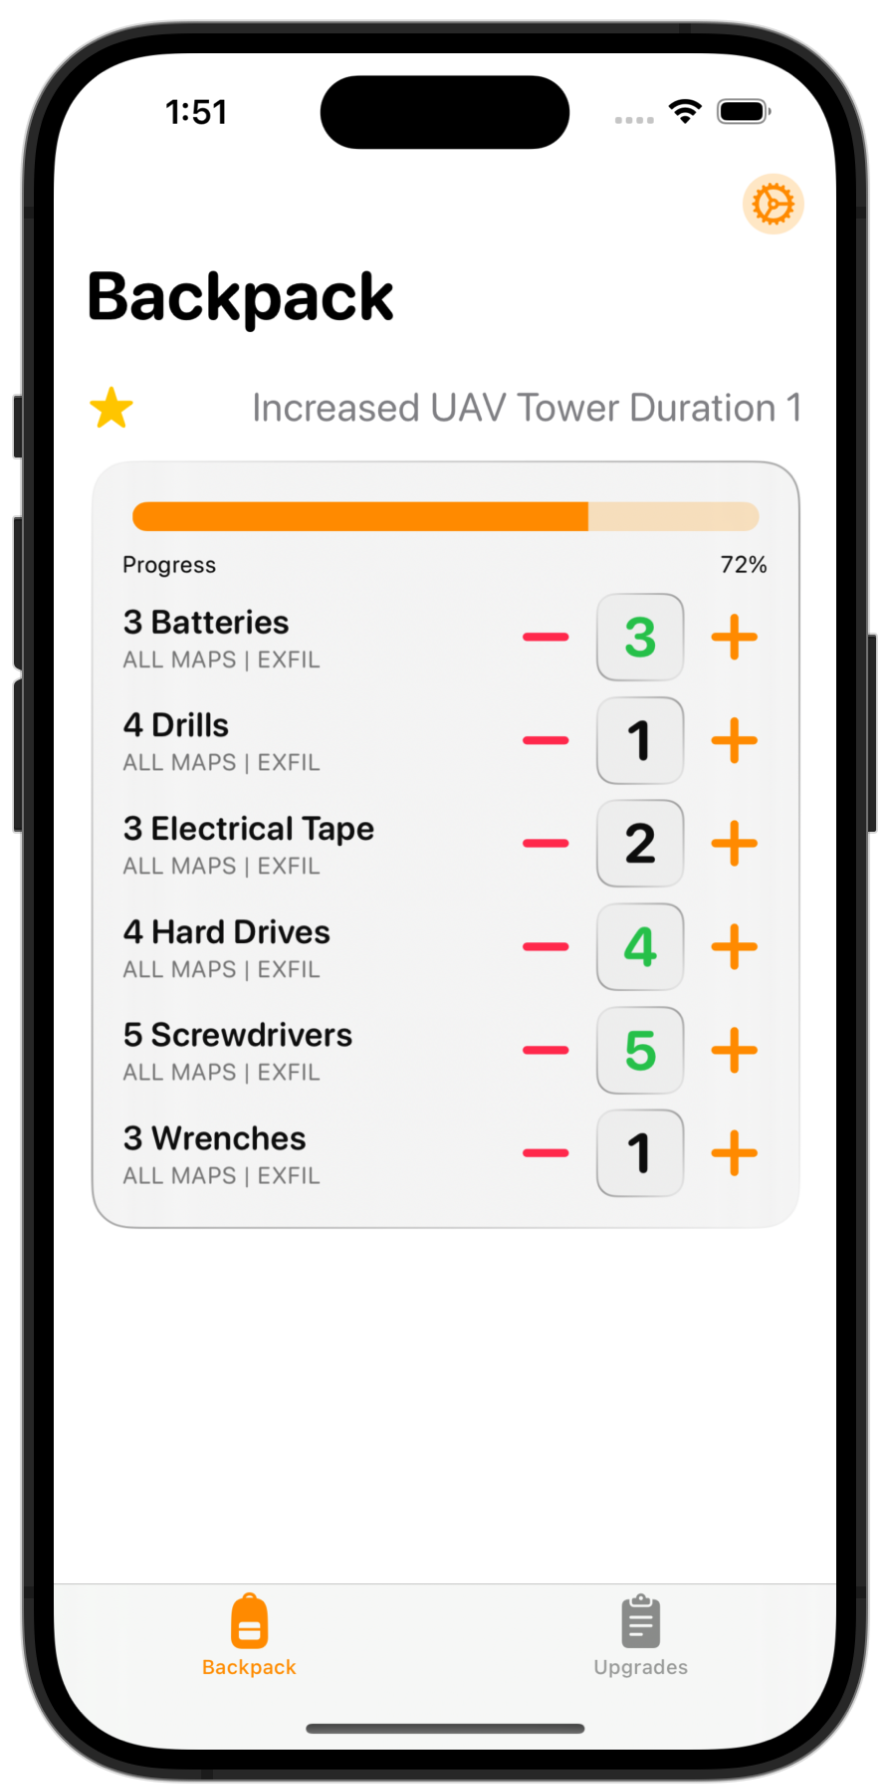 1:51
Backpack
Increased UAV Tower Duration 1
Progress 72%
3 Batteries
ALL MAPS | EXFIL
3
4 Drills
ALL MAPS | EXFIL
1
3 Electrical Tape
ALL MAPS | EXFIL
2
4 Hard Drives
ALL MAPS | EXFIL
4
5 Screwdrivers
ALL MAPS | EXFIL
5
3 Wrenches
ALL MAPS | EXFIL
1
Backpack Upgrades